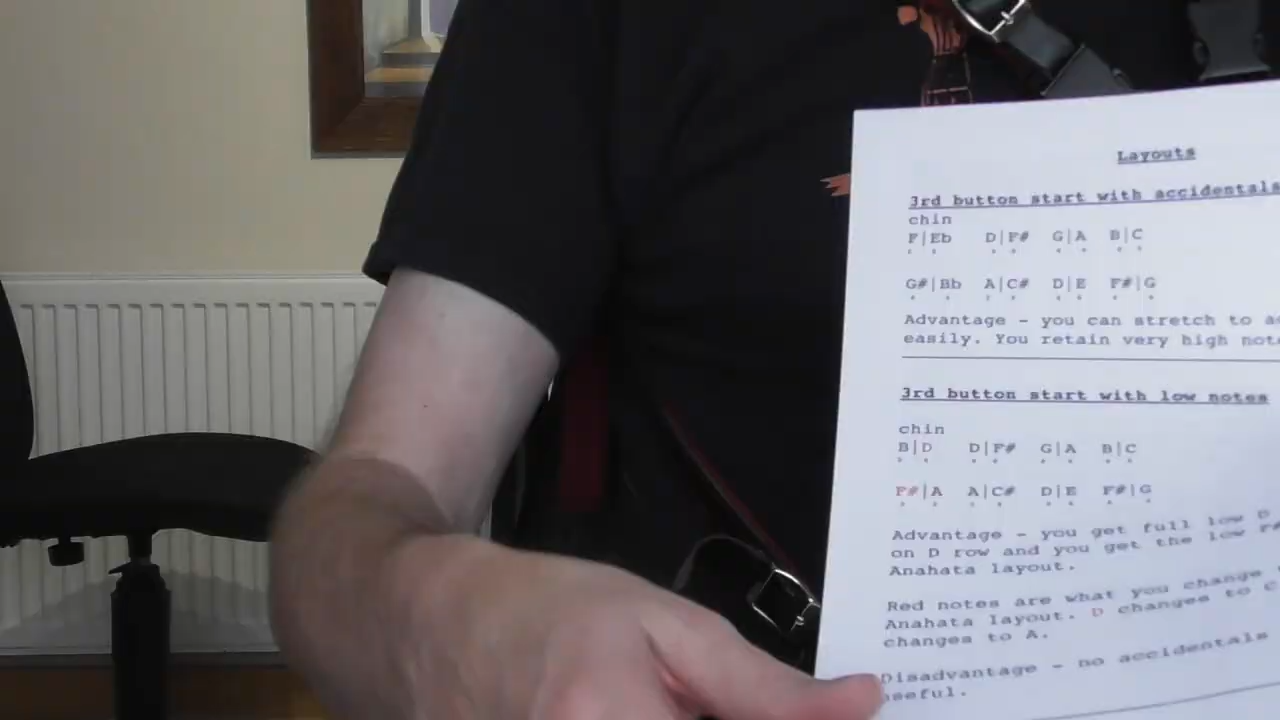 Layouts
3rd button start with accidentals
chin
F|Eb D|F# G|A B|C
G#|Bb A|C# D|E F#|G
Advantage - you can stretch to
easily. You retain very high
3rd button start with low notes
chin
B|D D|F# G|A B|C
F#|A A|C# D|E F#|G
Advantage - you get full low D
on D row and you get the low
Anahata layout.
Red notes are what you change
Anahata layout. D changes to
changes to A.
Disadvantage - no accidentals
useful.